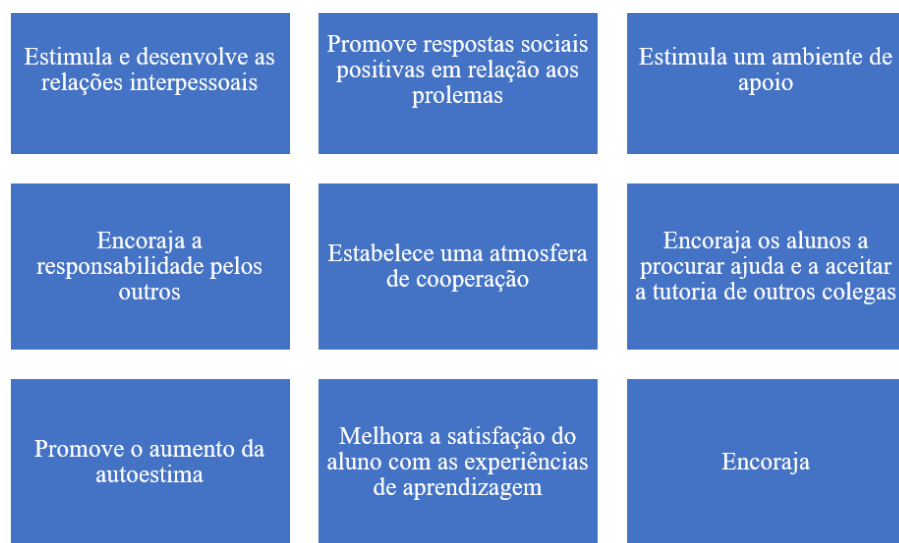 Estimula e desenvolve as
relações interpessoais
Promove respostas sociais
positivas em relação aos
prolemas
Estimula um ambiente de
apoio
Encoraja a
responsabilidade pelos
outros
Estabelece uma atmosfera
de cooperação
Encoraja os alunos a
procurar ajuda e a aceitar
a tutoria de outros colegas
Promove o aumento da
autoestima
Melhora a satisfação do
aluno com as experiências
de aprendizagem
Encoraja